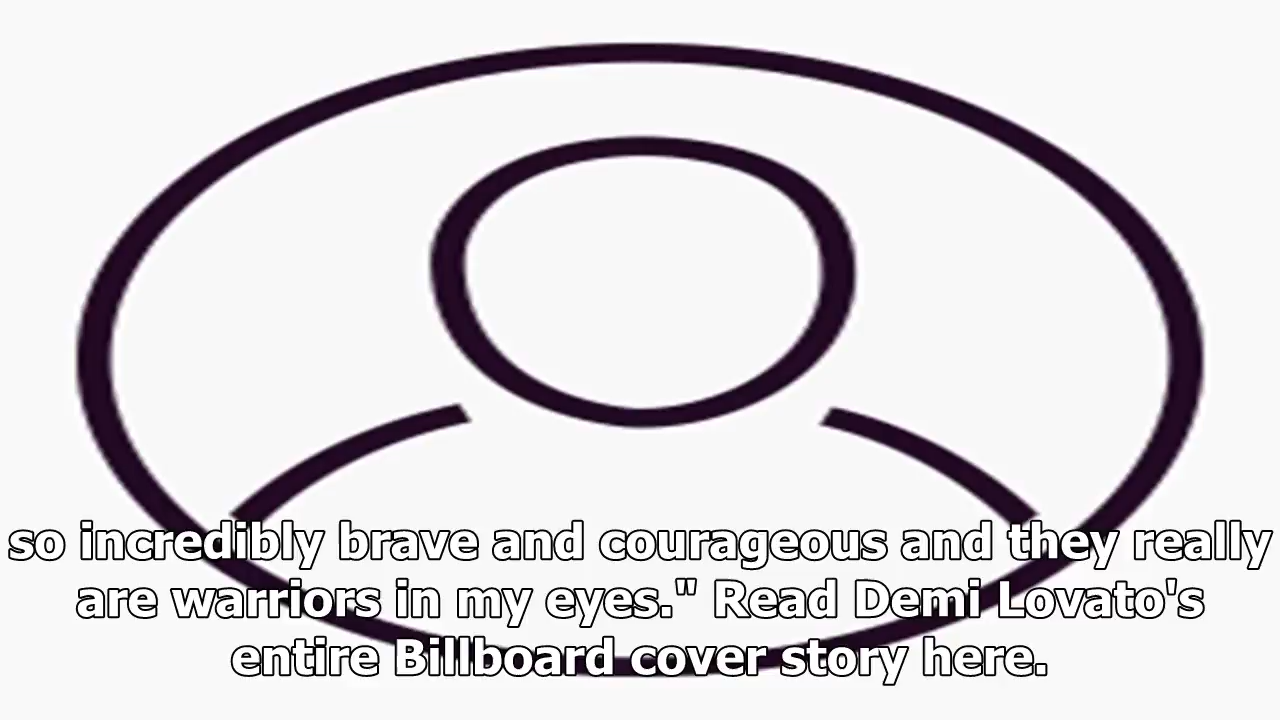 so incredibly brave and courageous and they really
are warriors in my eyes." Read Demi Lovato's
entire Billboard cover story here.